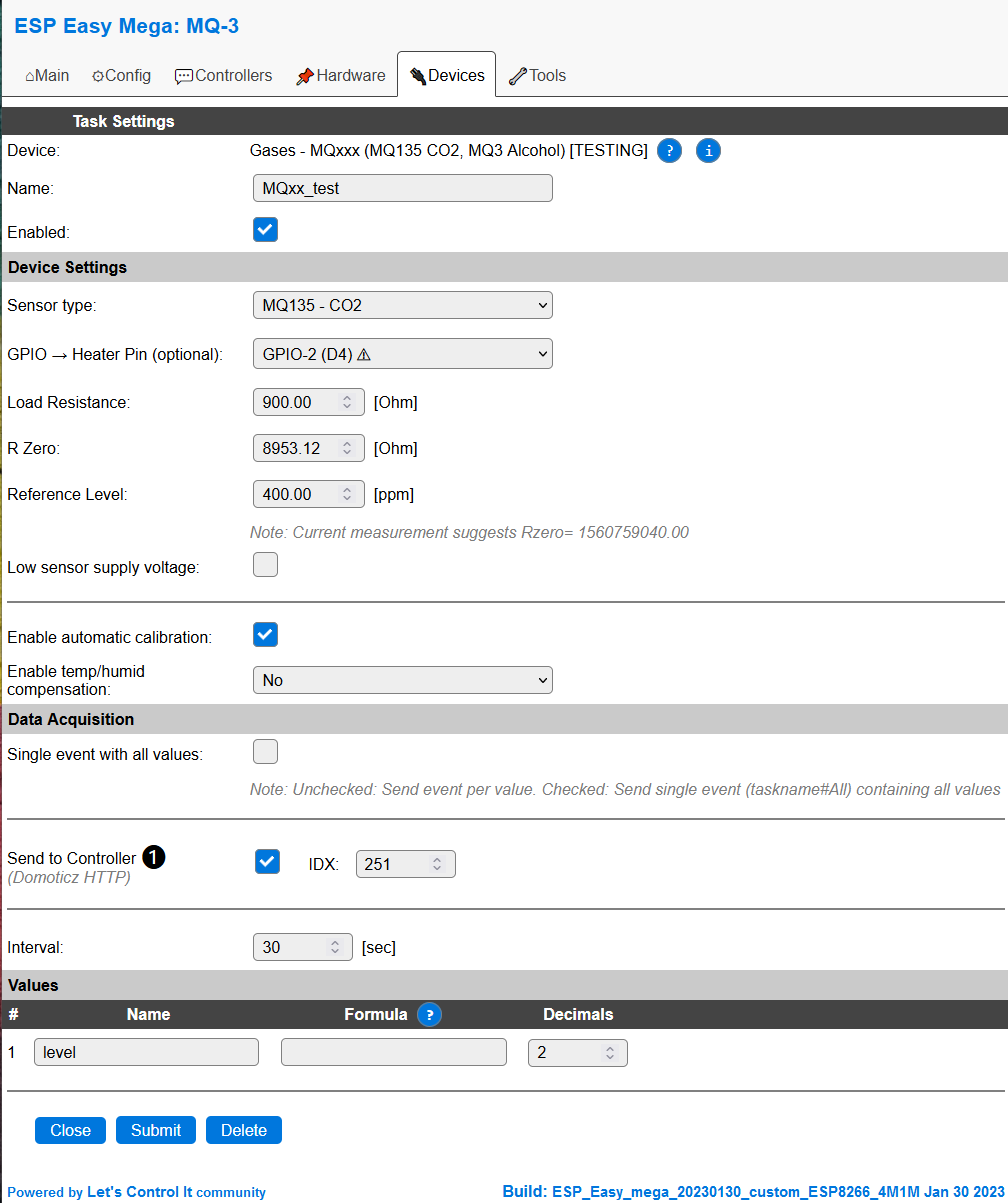 ESP Easy Mega: MQ-3
Main Config Controllers Hardware Devices Tools
Task Settings
Device: Gases - MQxxx (MQ135 CO2, MQ3 Alcohol) [TESTING] ? i
Name: MQxx_test
Enabled:
Device Settings
Sensor type: MQ135 - CO2
GPIO → Heater Pin (optional): GPIO-2 (D4) ⚠
Load Resistance: 900.00 [Ohm]
R Zero: 8953.12 [Ohm]
Reference Level: 400.00 [ppm]
Note: Current measurement suggests Rzero= 1560759040.00
Low sensor supply voltage:
Enable automatic calibration:
Enable temp/humid
compensation: No
Data Acquisition
Single event with all values:
Note: Unchecked: Send event per value. Checked: Send single event (taskname#All) containing all values
Send to Controller ❶ IDX: 251
(Domoticz HTTP)
Interval: 30 [sec]
Values
# Name Formula ? Decimals
1 level 2
Close Submit Delete
Powered by Let's Control It community Build: ESP_Easy_mega_20230130_custom_ESP8266_4M1M Jan 30 2023